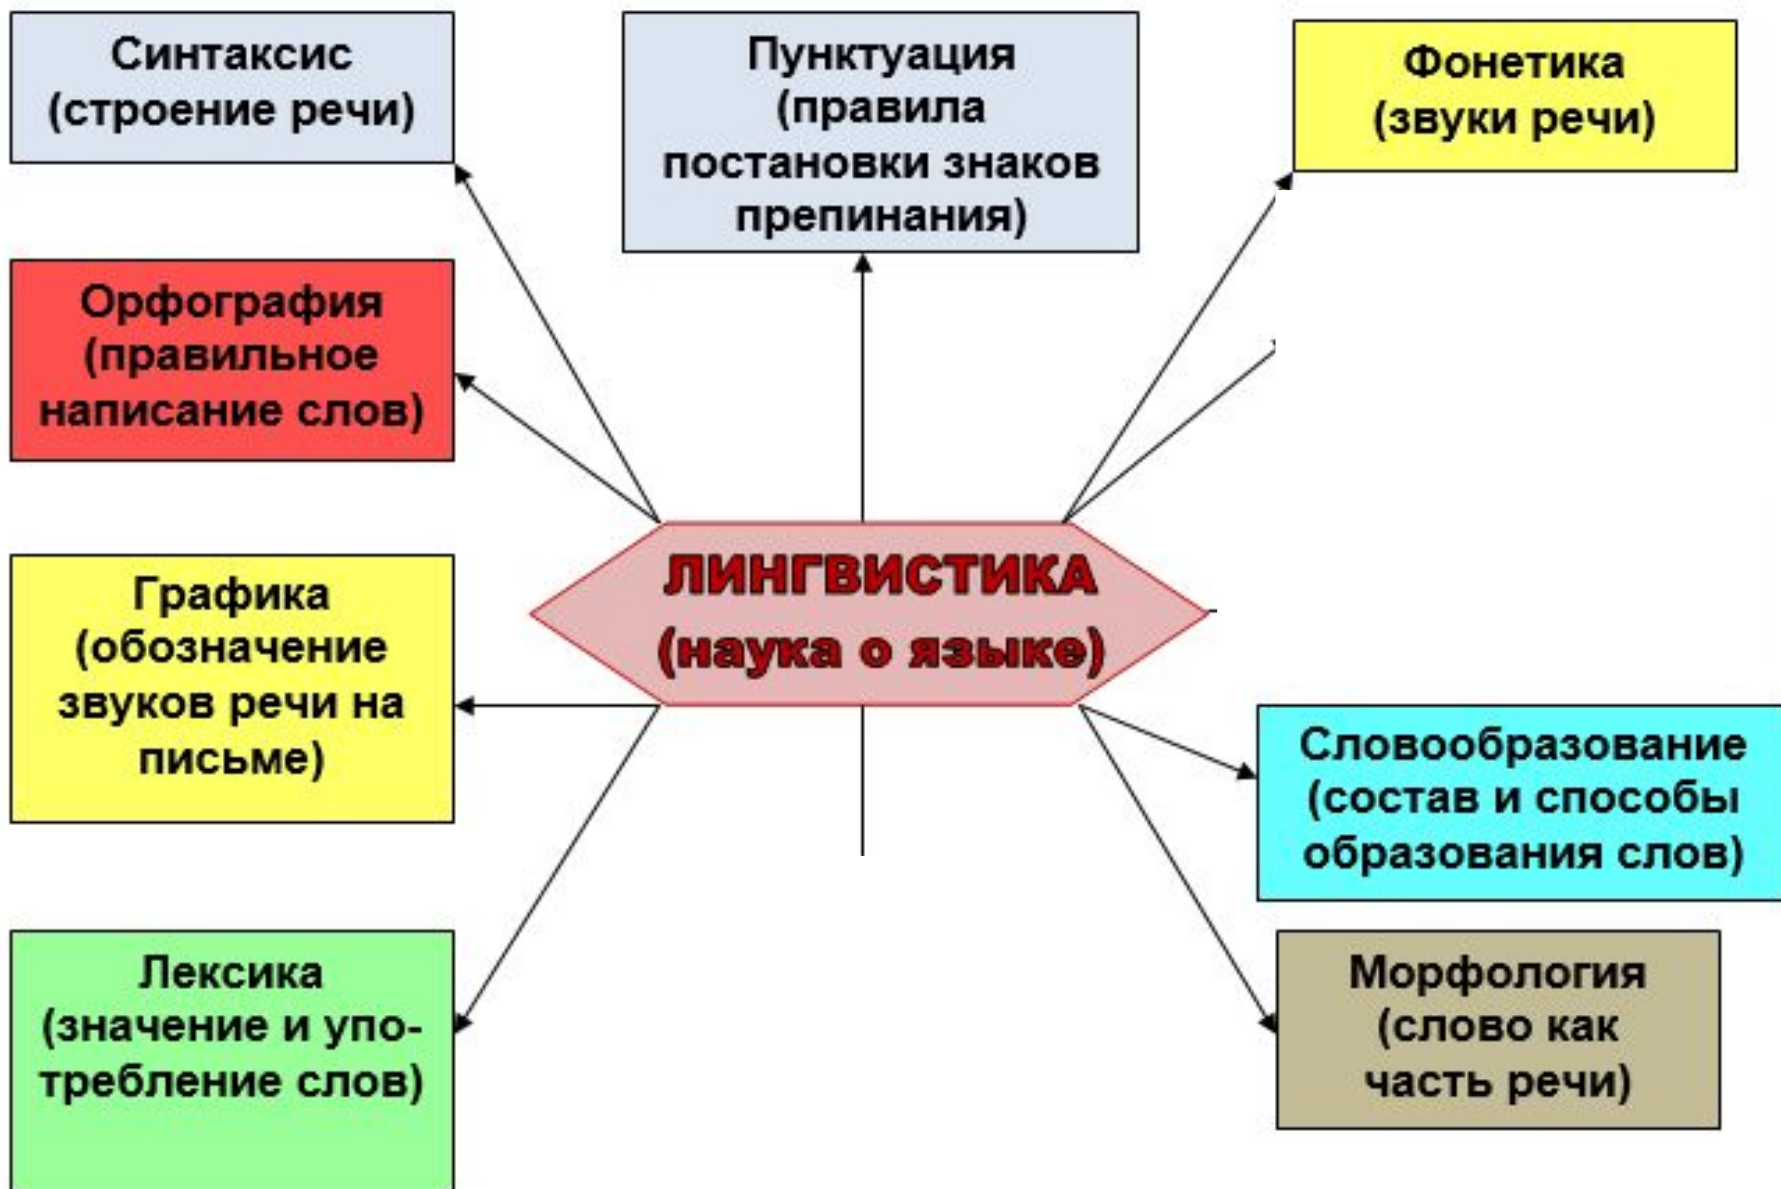 Синтаксис
(строение речи)
Пунктуация
(правила
постановки знаков
препинания)
Фонетика
(звуки речи)
Орфография
(правильное
написание слов)
ЛИНГВИСТИКА
(наука о языке)
Графика
(обозначение
звуков речи на
письме)
Словообразование
(состав и способы
образования слов)
Лексика
(значение и упо-
требление слов)
Морфология
(слово как
часть речи)